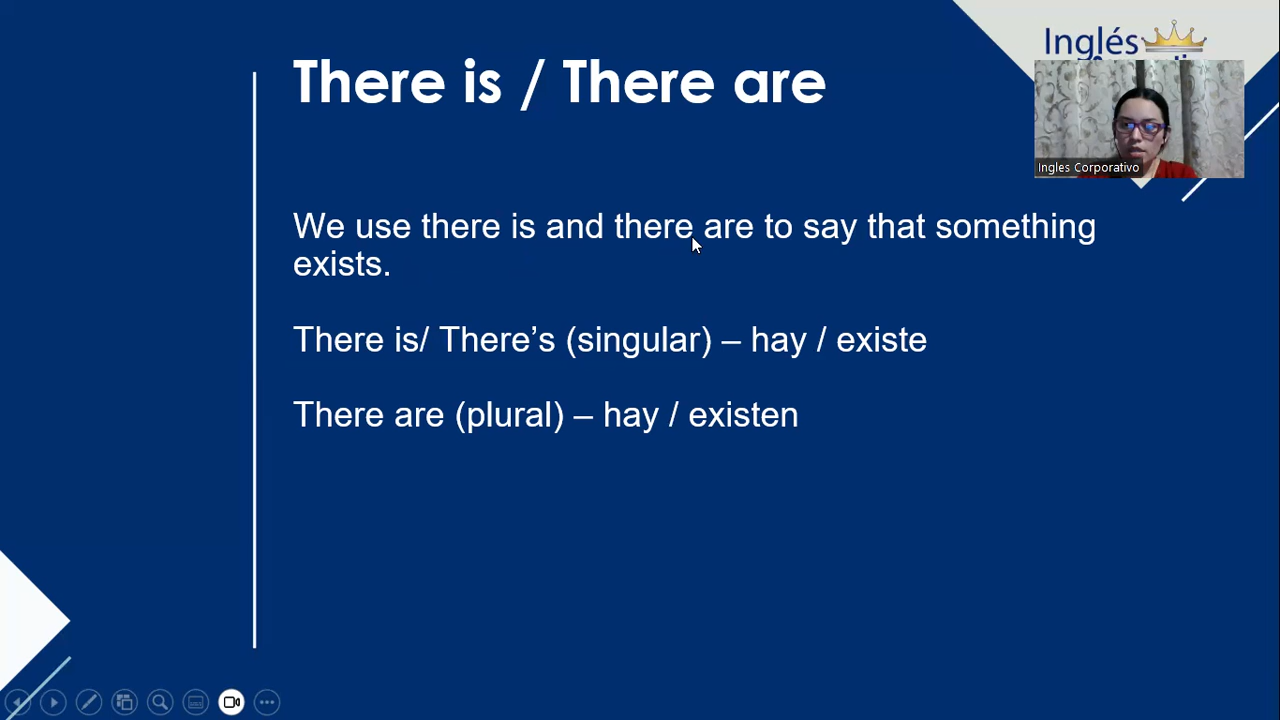 There is / There are
Inglés
Ingles Corporativo
We use there is and there are to say that something
exists.
There is/ There’s (singular) – hay / existe
There are (plural) – hay / existen